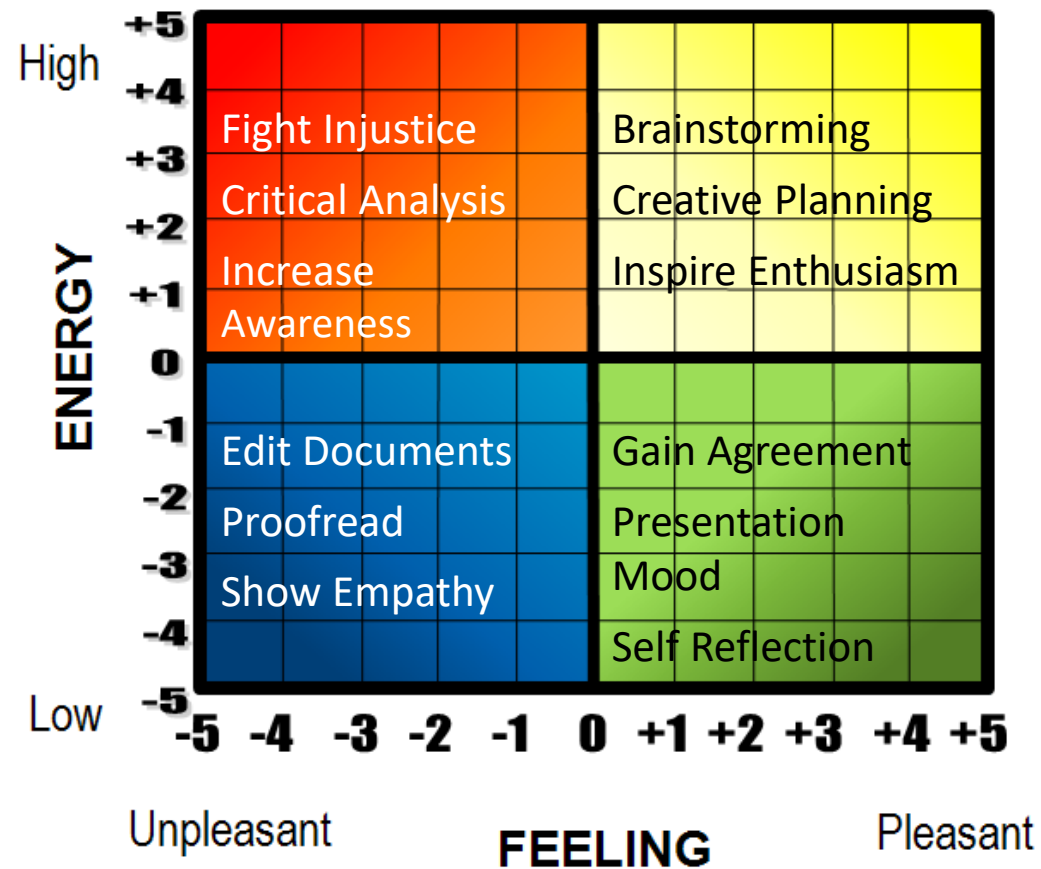 +5
High
+4
Fight Injustice
Brainstorming
+3
Critical Analysis
Creative Planning
+2
Increase
Inspire Enthusiasm
+1
Awareness
ENERGY
0
-1
Edit Documents
Gain Agreement
-2
Proofread
Presentation
-3
Mood
Show Empathy
-4
Self Reflection
Low
-5
-5 -4 -3 -2 -1 0 +1 +2 +3 +4 +5
Unpleasant
FEELING
Pleasant